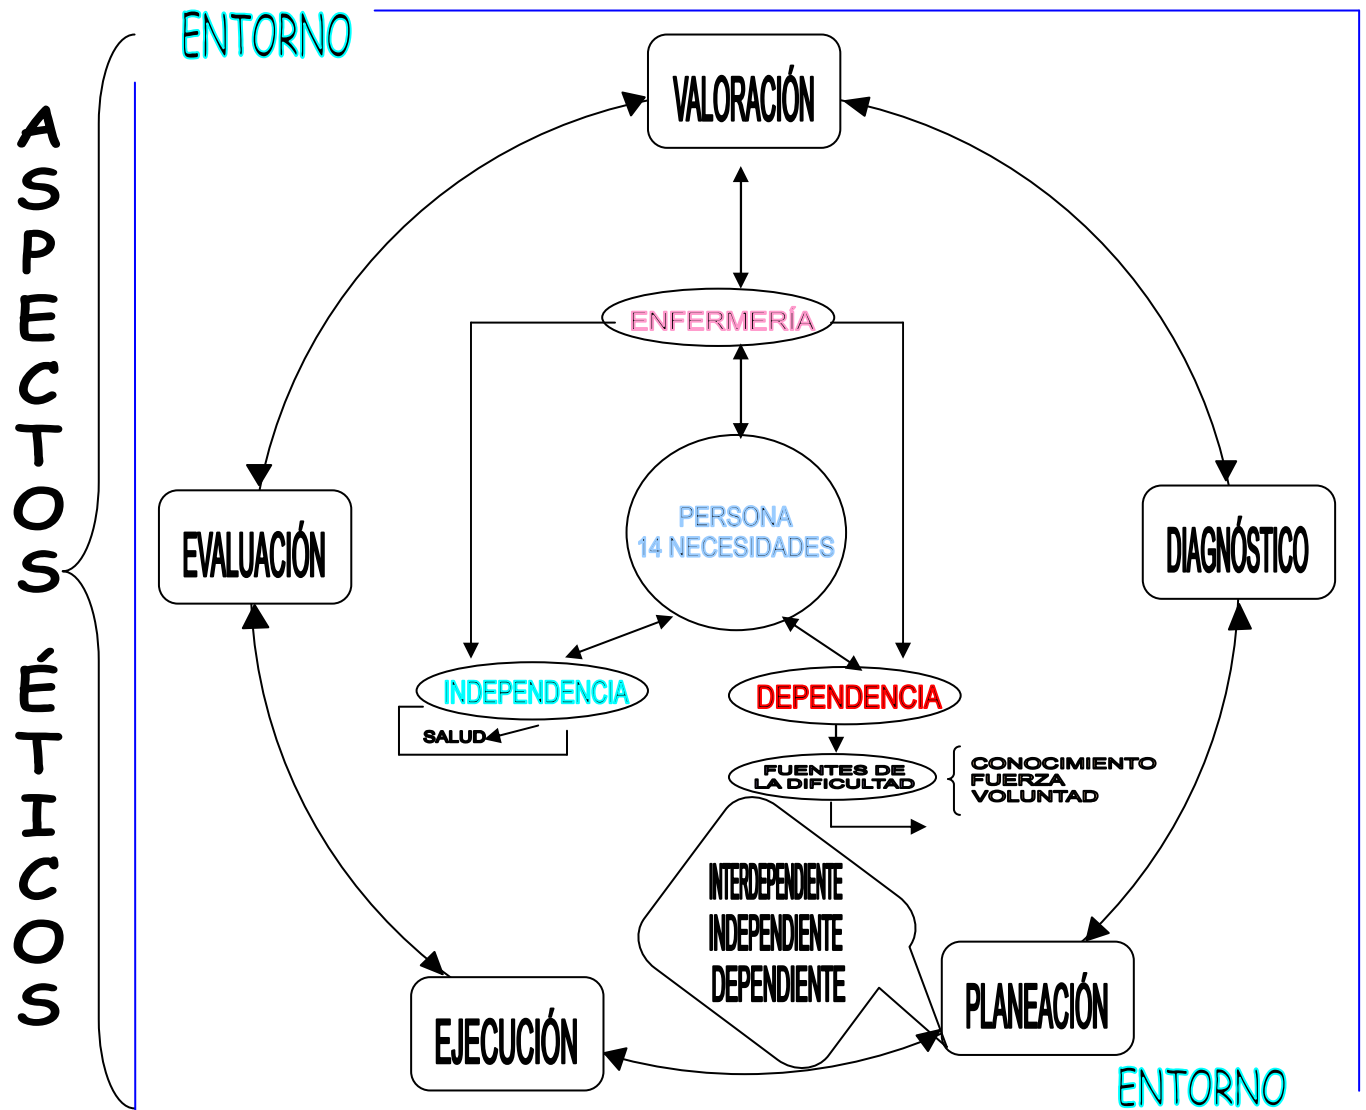 ENTORNO
ASPECTOS ÉTICOS
VALORACIÓN
ENFERMERÍA
PERSONA
14 NECESIDADES
EVALUACIÓN
DIAGNÓSTICO
INDEPENDENCIA
DEPENDENCIA
SALUD
FUENTES DE
LA DIFICULTAD
CONOCIMIENTO
FUERZA
VOLUNTAD
INTERDEPENDIENTE
INDEPENDIENTE
DEPENDIENTE
PLANEACIÓN
EJECUCIÓN
ENTORNO